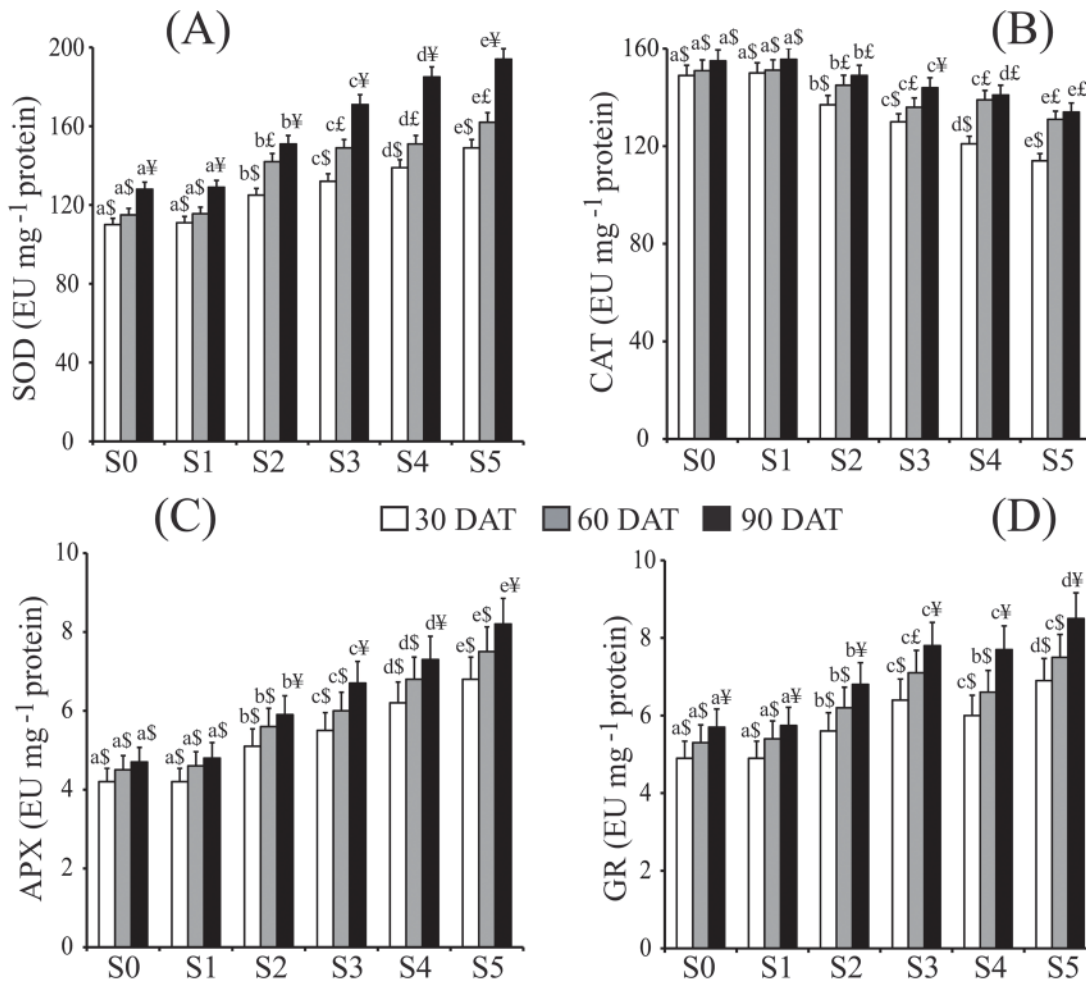 (A)
SOD (EU mg -1 protein)
200
160
120
80
40
0
a$ a$ a¥ a$ a$ a¥ b$ b£ b¥ c$ c£ c¥ d$ d£ d¥ e$ e£ e¥
S0 S1 S2 S3 S4 S5
(B)
CAT (EU mg -1 protein)
160
120
80
40
0
a$ a$ a$ a$ a$ a$ b$ b£ b£ c$ c£ c¥ d$ c£ d£ e$ e£ e£
S0 S1 S2 S3 S4 S5
30 DAT 60 DAT 90 DAT
(C)
APX (EU mg -1 protein)
10
8
6
4
2
0
a$ a$ a$ a$ a$ a$ b$ b$ b¥ c$ c$ c¥ d$ d$ d¥ e$ e$ e¥
S0 S1 S2 S3 S4 S5
(D)
GR (EU mg -1 protein)
10
8
6
4
2
0
a$ a$ a¥ a$ a$ a¥ b$ b$ b¥ c$ c£ c¥ c$ b$ c¥ d$ c$ d¥
S0 S1 S2 S3 S4 S5